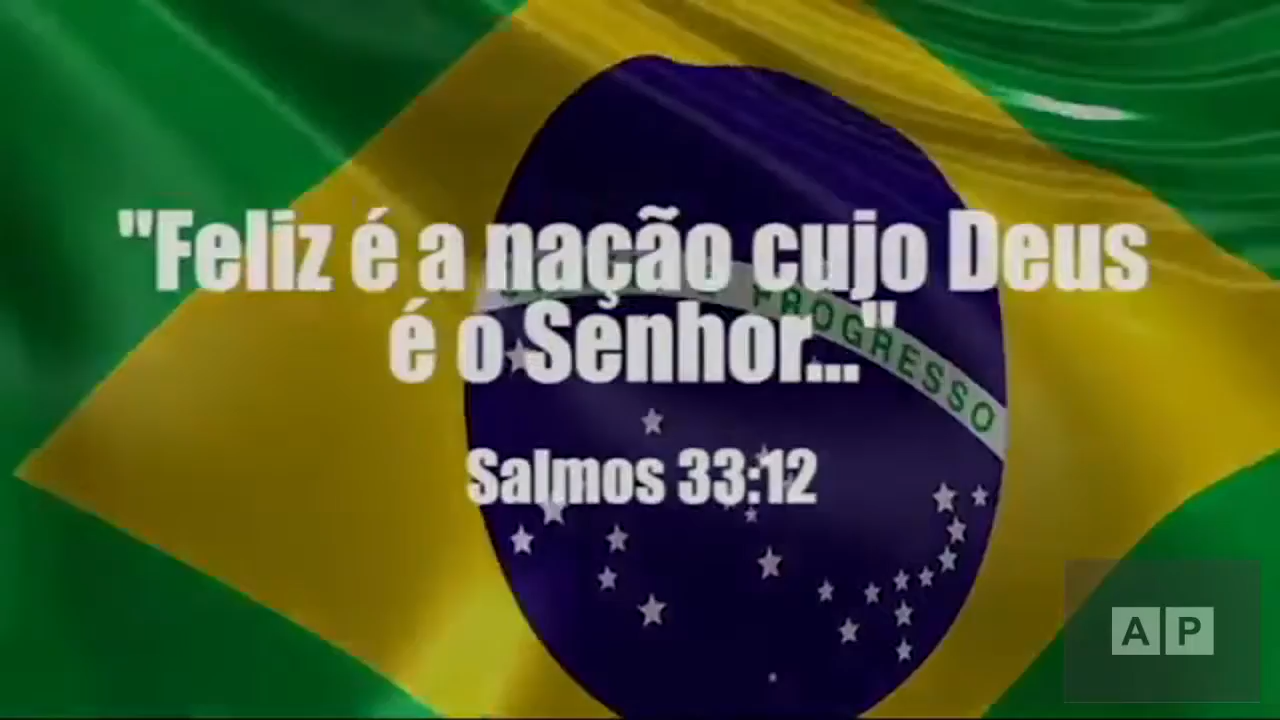 "Feliz é a nação cujo Deus
é o Senhor..."
PROGRESSO
Salmos 33:12
AP